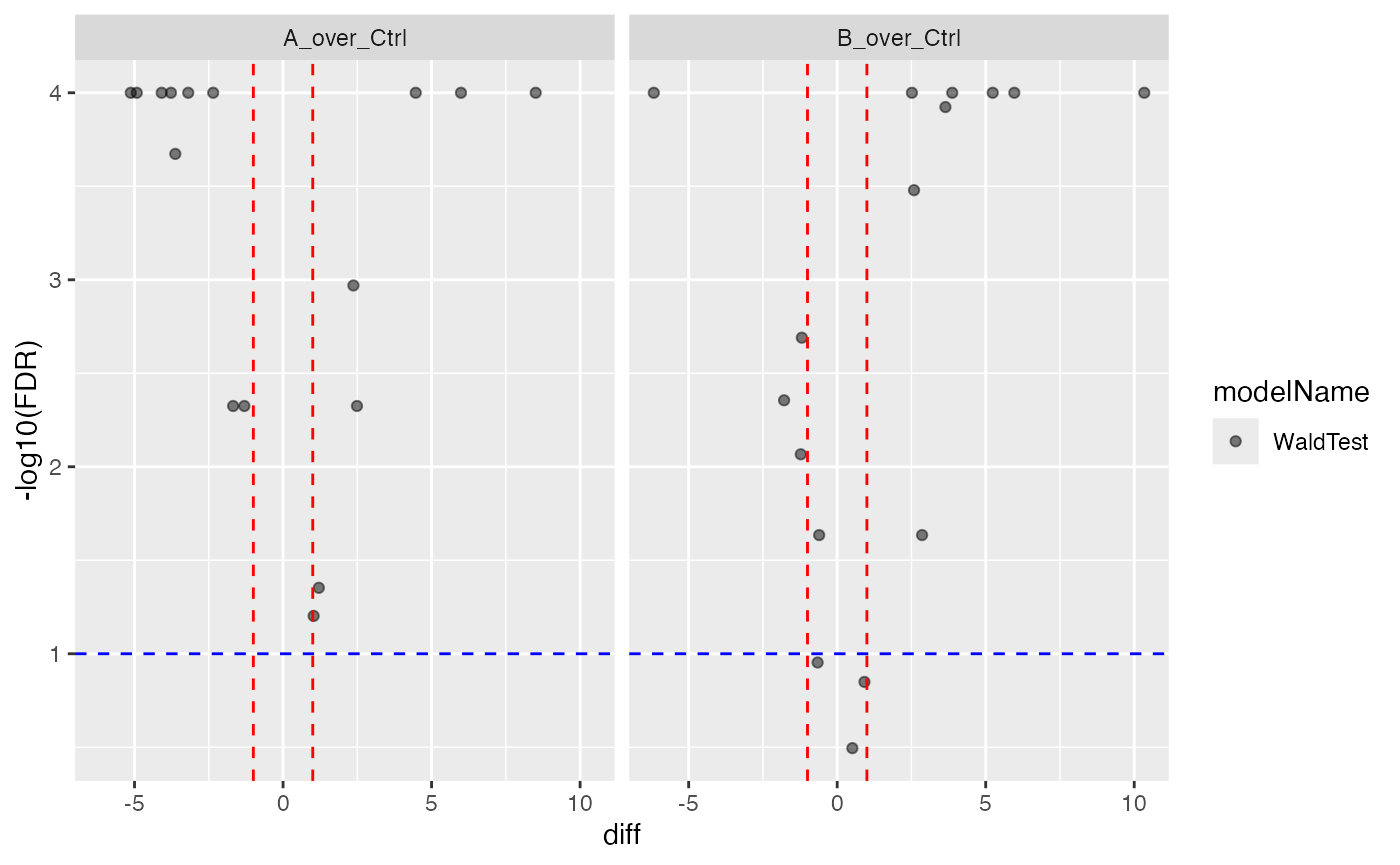 A_over_Ctrl
B_over_Ctrl
-log10(FDR)
4
3
2
1
-5 0 5 10
-5 0 5 10
diff
modelName
WaldTest